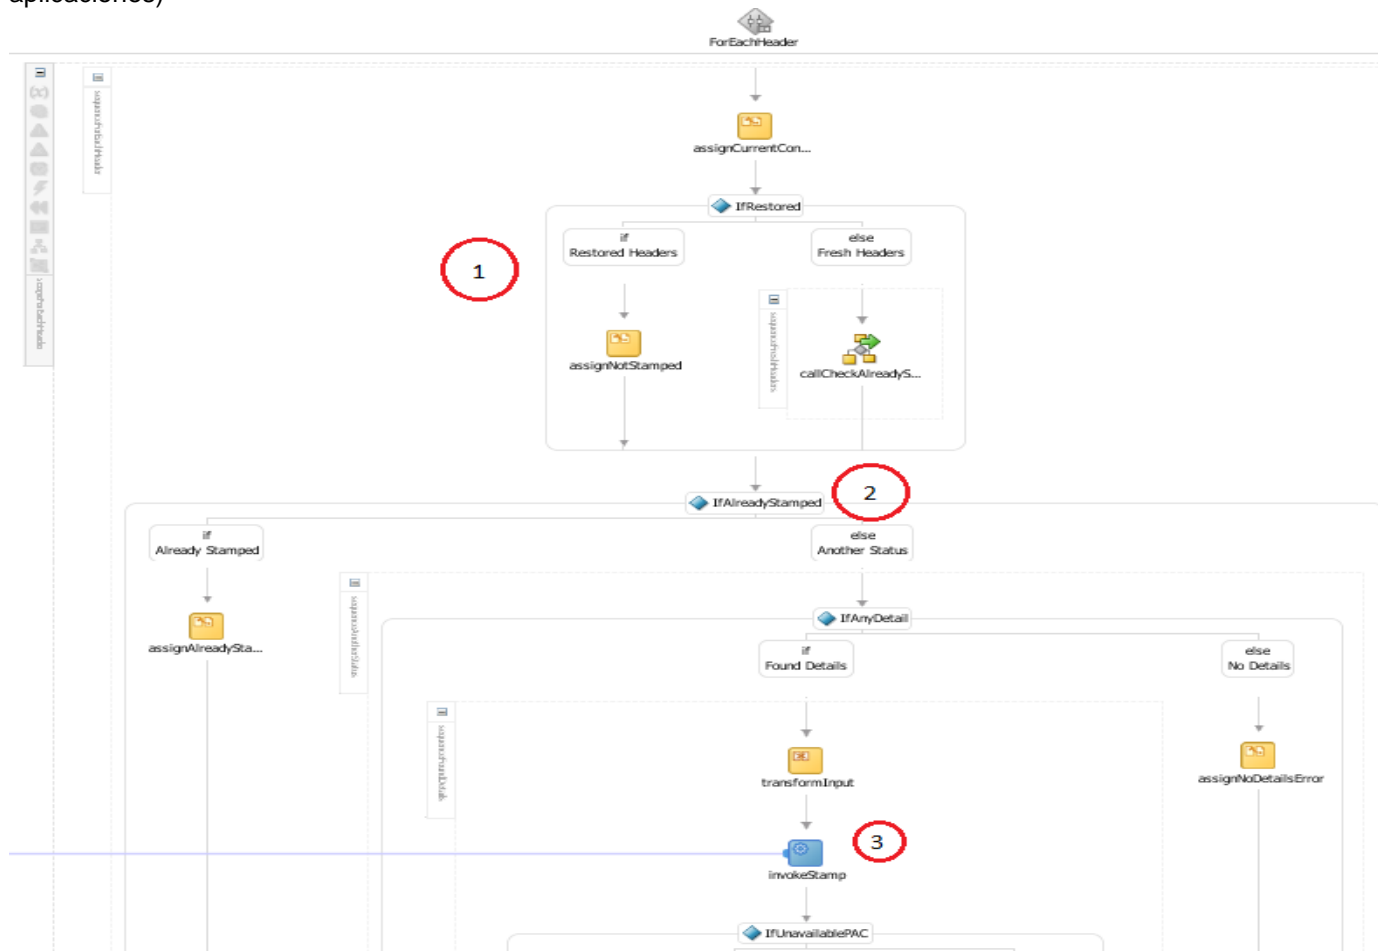 aplicaciones)
ForEachHeader
assignCurrentCon...
IfRestored
if
Restored Headers
else
Fresh Headers
1
assignNotStamped
callCheckAlreadyS...
IfAlreadyStamped
2
if
Already Stamped
else
Another Status
IfAnyDetail
assignAlreadySta...
if
Found Details
else
No Details
transformInput
assignNoDetailsError
3
invokeStamp
IfUnavailablePAC